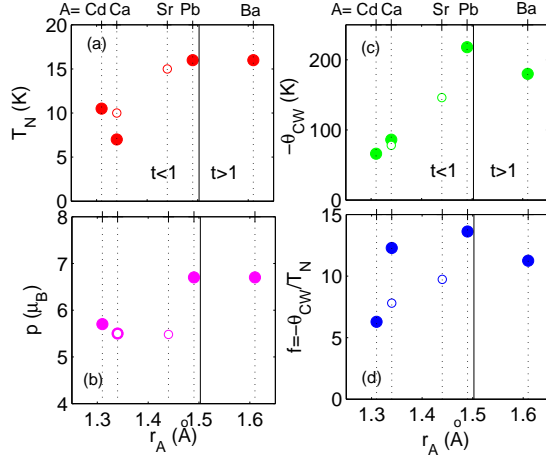 A= Cd Ca Sr Pb Ba
(a)
T_N (K)
20
15
10
5
0
t<1 t>1
A= Cd Ca Sr Pb Ba
(c)
−θ_CW (K)
200
100
0
t<1 t>1
(b)
p (μ_B)
8
7
6
5
4
1.3 1.4 1.5 1.6
r_A (Å)
(d)
f=−θ_CW/T_N
15
10
5
0
1.3 1.4 1.5 1.6
r_A (Å)